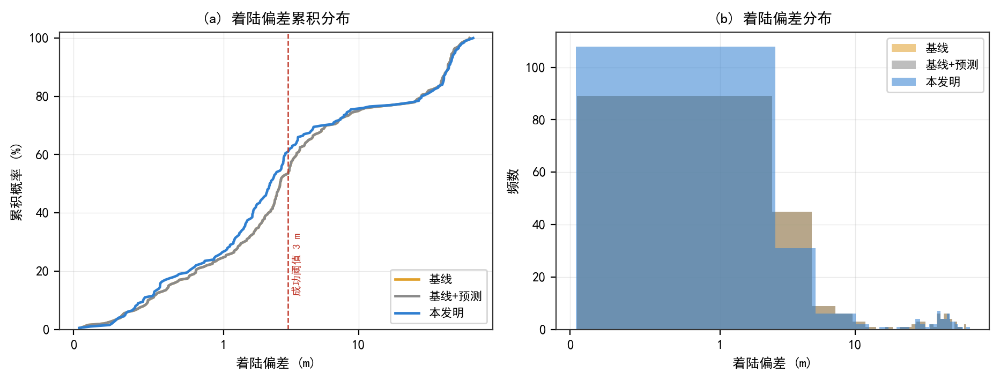 (a) 着陆偏差累积分布
累积概率 (%)
100
80
60
40
20
0
成功阈值 3 m
基线
基线+预测
本发明
0
1
10
着陆偏差 (m)
(b) 着陆偏差分布
频数
100
80
60
40
20
0
基线
基线+预测
本发明
0
1
10
着陆偏差 (m)